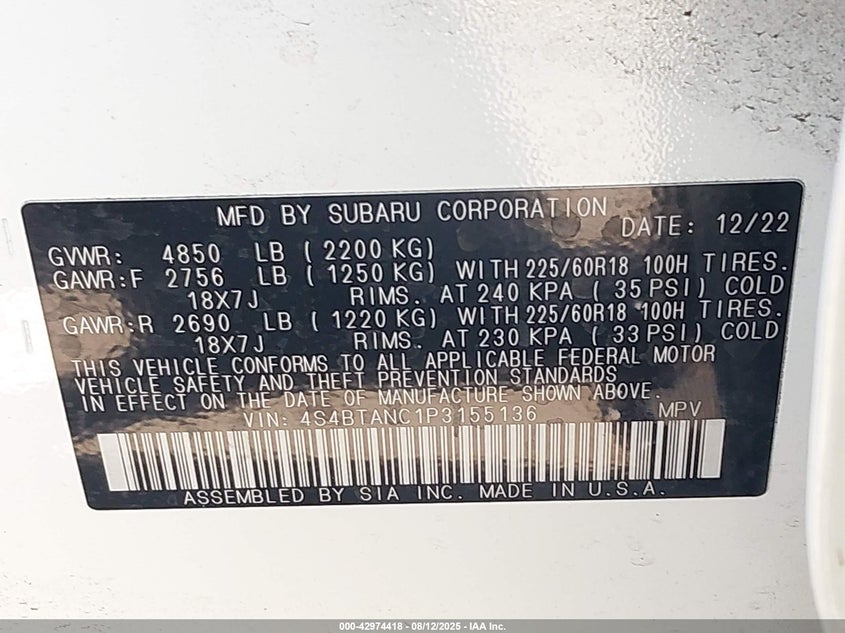 MFD BY SUBARU CORPORATION DATE: 12/22
GVWR: 4850 LB ( 2200 KG)
GAWR:F 2756 LB ( 1250 KG) WITH 225/60R18 100H TIRES.
18X7J RIMS. AT 240 KPA ( 35 PSI) COLD
GAWR:R 2690 LB ( 1220 KG) WITH 225/60R18 100H TIRES.
18X7J RIMS. AT 230 KPA ( 33 PSI) COLD
THIS VEHICLE CONFORMS TO ALL APPLICABLE FEDERAL MOTOR
VEHICLE SAFETY AND THEFT PREVENTION STANDARDS
IN EFFECT ON THE DATE OF MANUFACTURE SHOWN ABOVE.
VIN: 4S4BTANC1P3155136 MPV
ASSEMBLED BY SIA INC. MADE IN U.S.A.
000-42974418 - 08/12/2025 - IAA Inc.